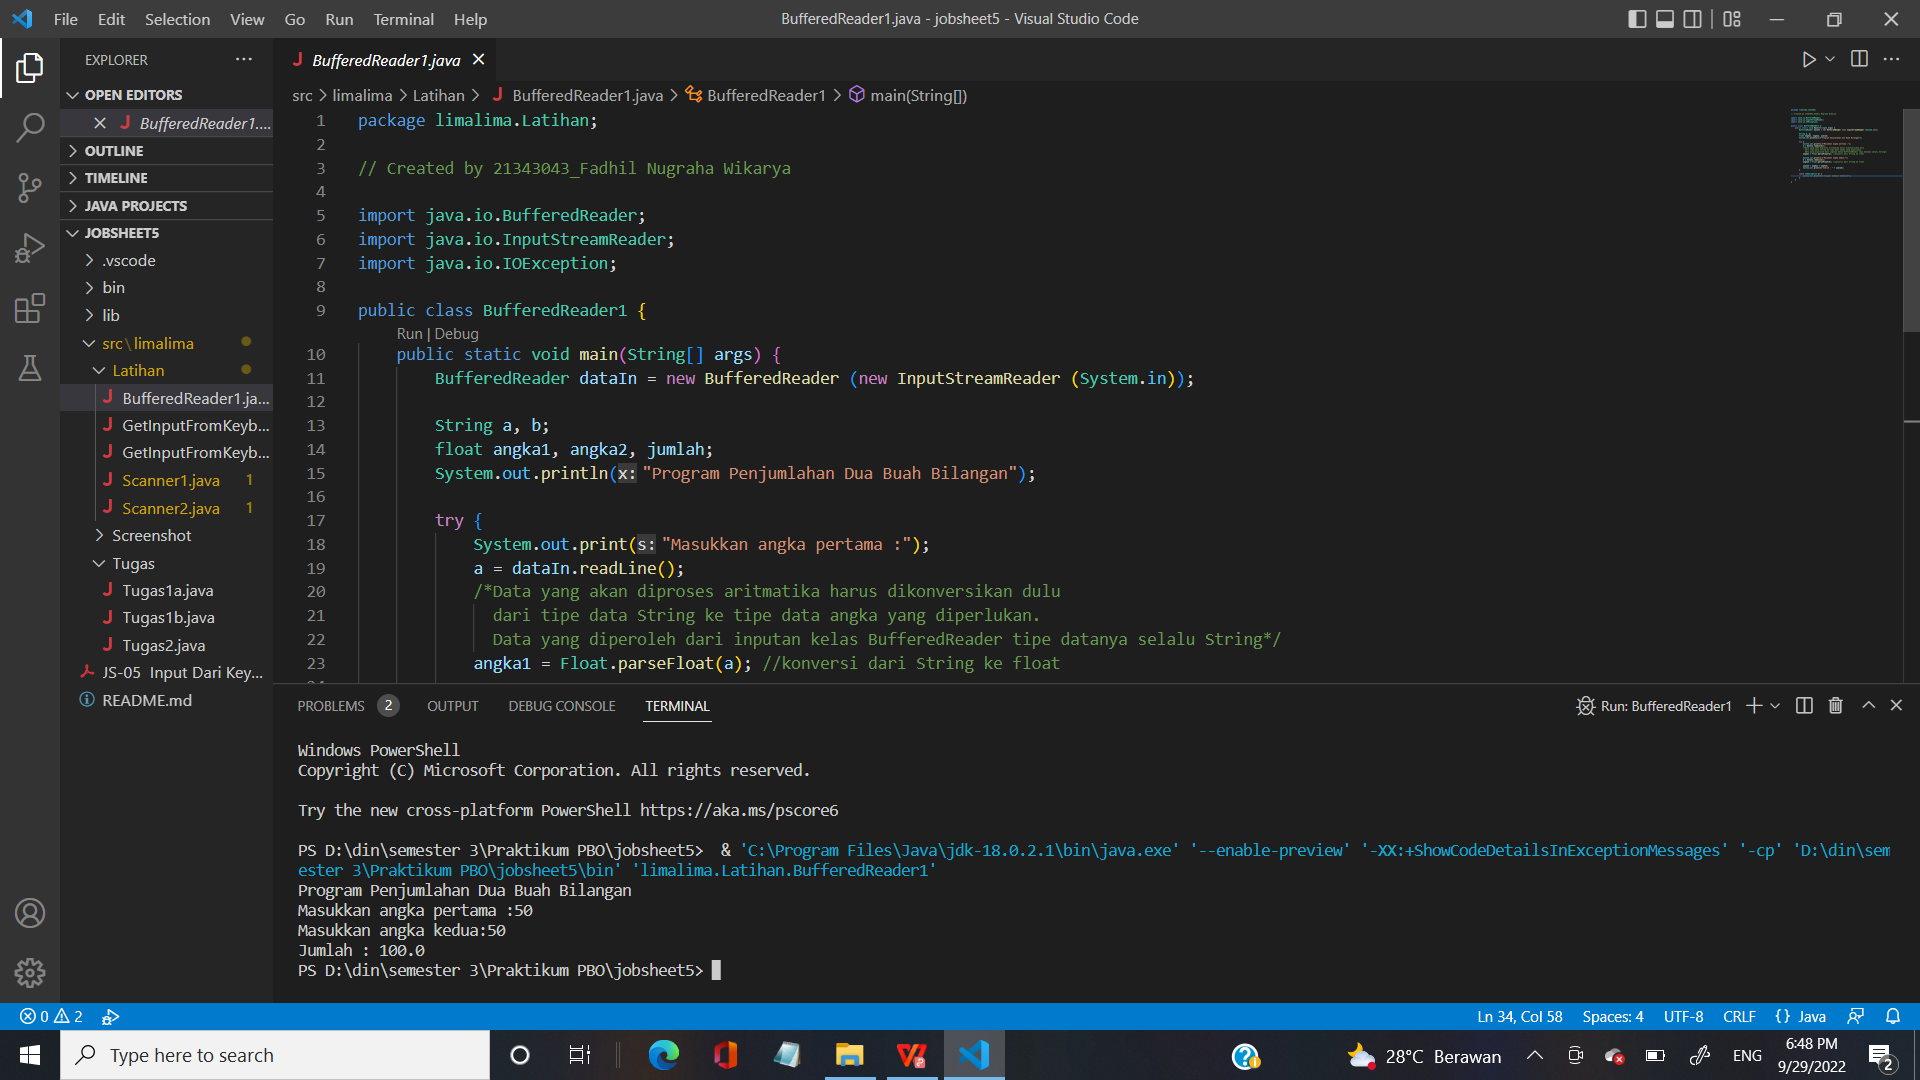 File Edit Selection View Go Run Terminal Help
BufferedReader1.java - jobsheet5 - Visual Studio Code
EXPLORER
OPEN EDITORS
BufferedReader1....
OUTLINE
TIMELINE
JAVA PROJECTS
JOBSHEET5
.vscode
bin
lib
src\limalima
Latihan
BufferedReader1.ja...
GetInputFromKeyb...
GetInputFromKeyb...
Scanner1.java 1
Scanner2.java 1
Screenshot
Tugas
Tugas1a.java
Tugas1b.java
Tugas2.java
JS-05 Input Dari Key...
README.md
BufferedReader1.java
src > limalima > Latihan > BufferedReader1.java > BufferedReader1 > main(String[])
1 package limalima.Latihan;
2
3 // Created by 21343043_Fadhil Nugraha Wikarya
4
5 import java.io.BufferedReader;
6 import java.io.InputStreamReader;
7 import java.io.IOException;
8
9 public class BufferedReader1 {
Run | Debug
10 public static void main(String[] args) {
11 BufferedReader dataIn = new BufferedReader (new InputStreamReader (System.in));
12
13 String a, b;
14 float angka1, angka2, jumlah;
15 System.out.println(x: "Program Penjumlahan Dua Buah Bilangan");
16
17 try {
18 System.out.print(s: "Masukkan angka pertama :");
19 a = dataIn.readLine();
20 /*Data yang akan diproses aritmatika harus dikonversikan dulu
21 dari tipe data String ke tipe data angka yang diperlukan.
22 Data yang diperoleh dari inputan kelas BufferedReader tipe datanya selalu String*/
23 angka1 = Float.parseFloat(a); //konversi dari String ke float
PROBLEMS 2 OUTPUT DEBUG CONSOLE TERMINAL
Run: BufferedReader1
Windows PowerShell
Copyright (C) Microsoft Corporation. All rights reserved.
Try the new cross-platform PowerShell https://aka.ms/pscore6
PS D:\din\semester 3\Praktikum PBO\jobsheet5>  & 'C:\Program Files\Java\jdk-18.0.2.1\bin\java.exe' '--enable-preview' '-XX:+ShowCodeDetailsInExceptionMessages' '-cp' 'D:\din\sem
ester 3\Praktikum PBO\jobsheet5\bin' 'limalima.Latihan.BufferedReader1'
Program Penjumlahan Dua Buah Bilangan
Masukkan angka pertama :50
Masukkan angka kedua:50
Jumlah : 100.0
PS D:\din\semester 3\Praktikum PBO\jobsheet5>
0 2
Ln 34, Col 58 Spaces: 4 UTF-8 CRLF {} Java
Type here to search
28°C Berawan
ENG
6:48 PM
9/29/2022
2